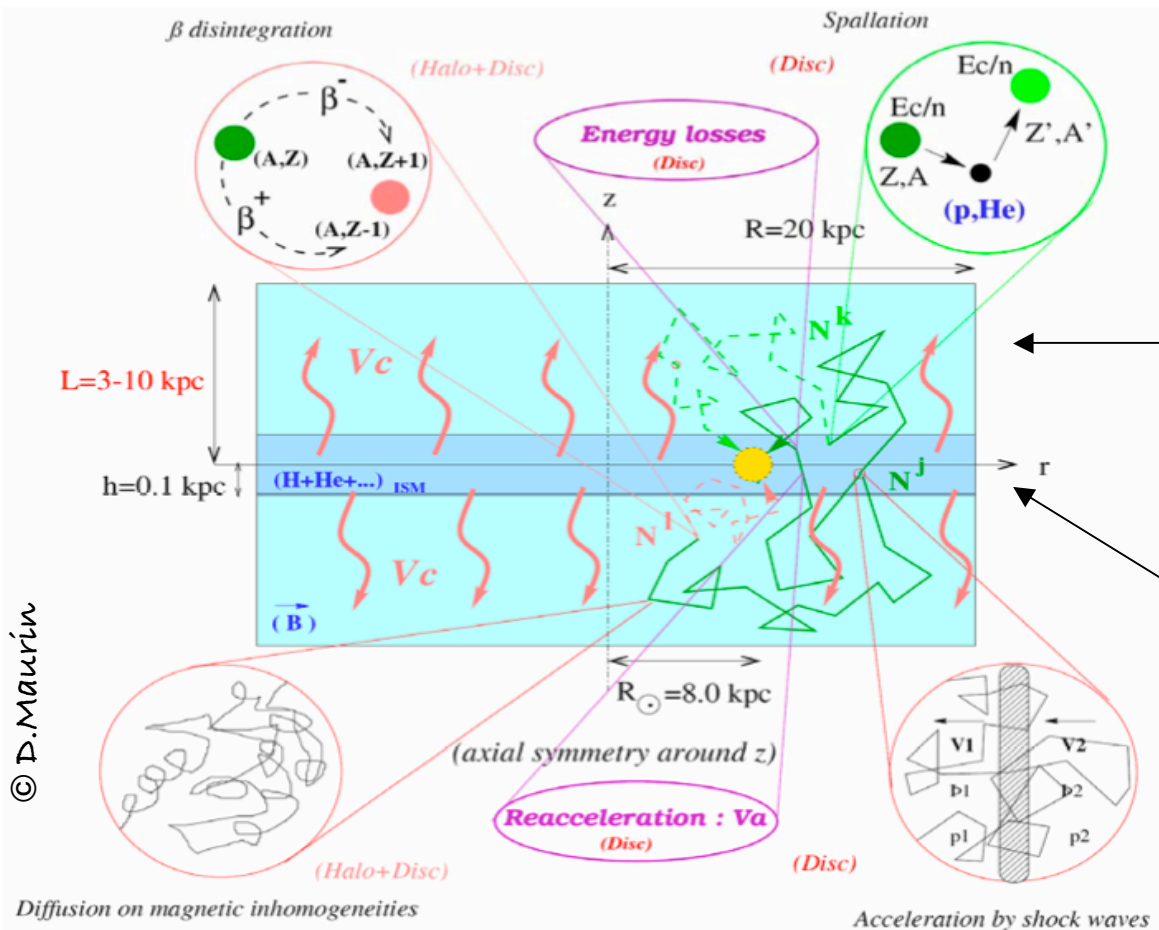 β disintegration
Spallation
(Halo+Disc)
(Disc)
β-
(A,Z)
(A,Z+1)
β+
(A,Z-1)
Energy losses
(Disc)
Ec/n
Ec/n
Z',A'
Z,A
(p,He)
z
R=20 kpc
N^k
Vc
L=3-10 kpc
h=0.1 kpc
(H+He+...) ISM
r
N^j
N^l
Vc
(B)
R☉=8.0 kpc
(axial symmetry around z)
V1
V2
Þ1
Þ2
p1
p2
Reacceleration : Va
(Disc)
(Halo+Disc)
(Disc)
Diffusion on magnetic inhomogeneities
Acceleration by shock waves
© D.Maurin